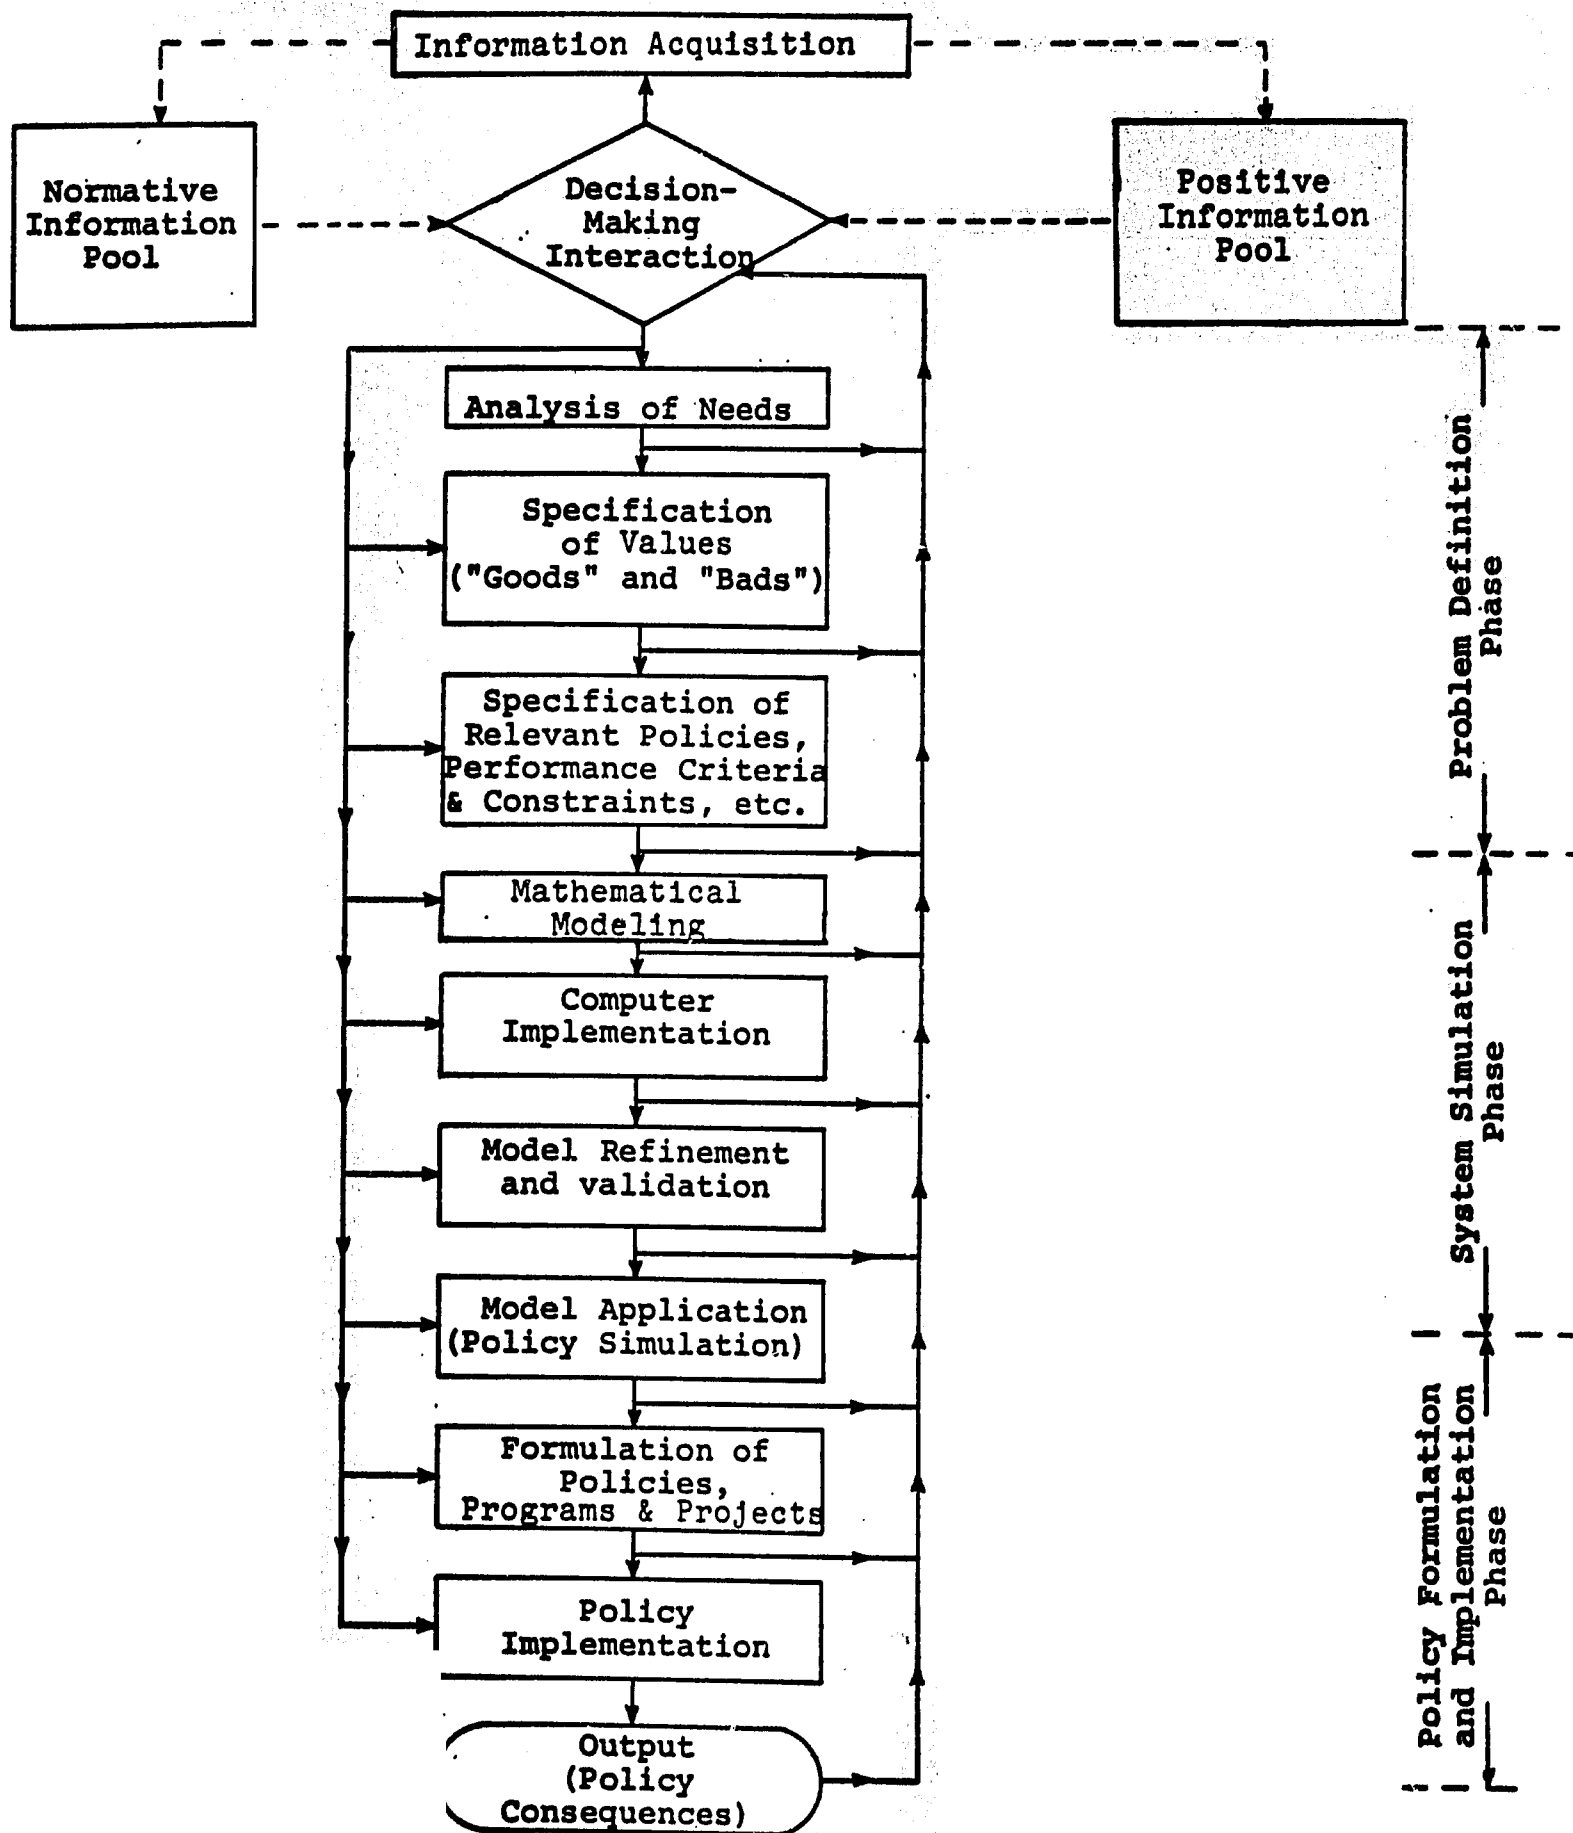 Information Acquisition
Normative
Information
Pool
Decision-
Making
Interaction
Positive
Information
Pool
Analysis of Needs
Specification
of Values
("Goods" and "Bads")
Specification of
Relevant Policies,
Performance Criteria
& Constraints, etc.
Mathematical
Modeling
Computer
Implementation
Model Refinement
and validation
Model Application
(Policy Simulation)
Formulation of
Policies,
Programs & Projects
Policy
Implementation
Output
(Policy
Consequences)
Problem Definition
Phase
System Simulation
Phase
Policy Formulation
and Implementation
Phase